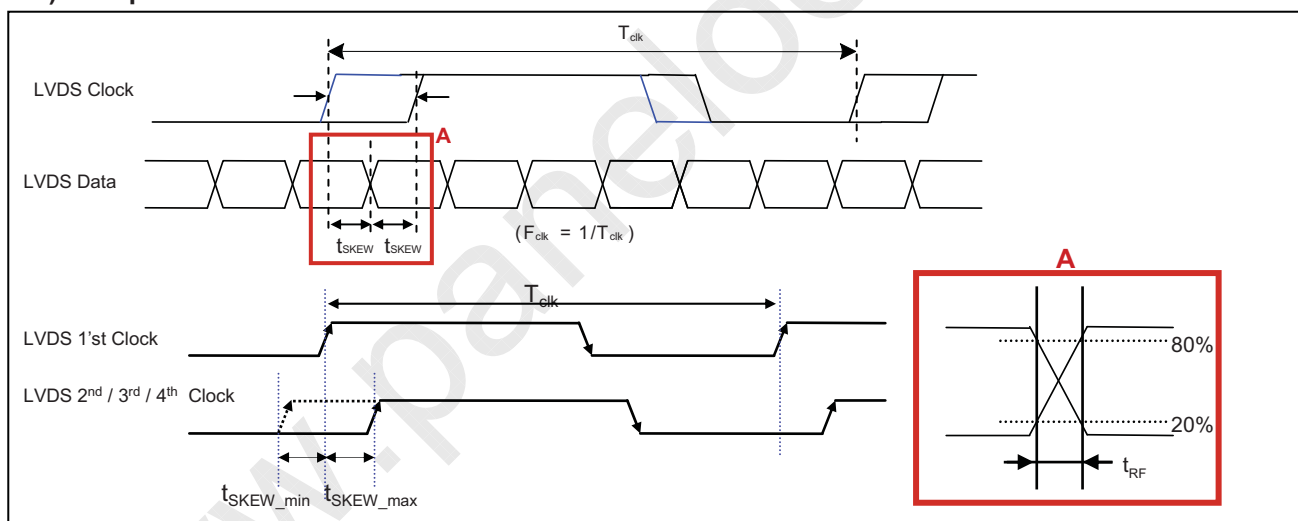 T_clk
LVDS Clock
A
LVDS Data
t_SKEW t_SKEW
(F_clk = 1/T_clk)
A
T_clk
LVDS 1'st Clock
80%
LVDS 2nd / 3rd / 4th Clock
20%
t_RF
t_SKEW_min t_SKEW_max
www.panelo